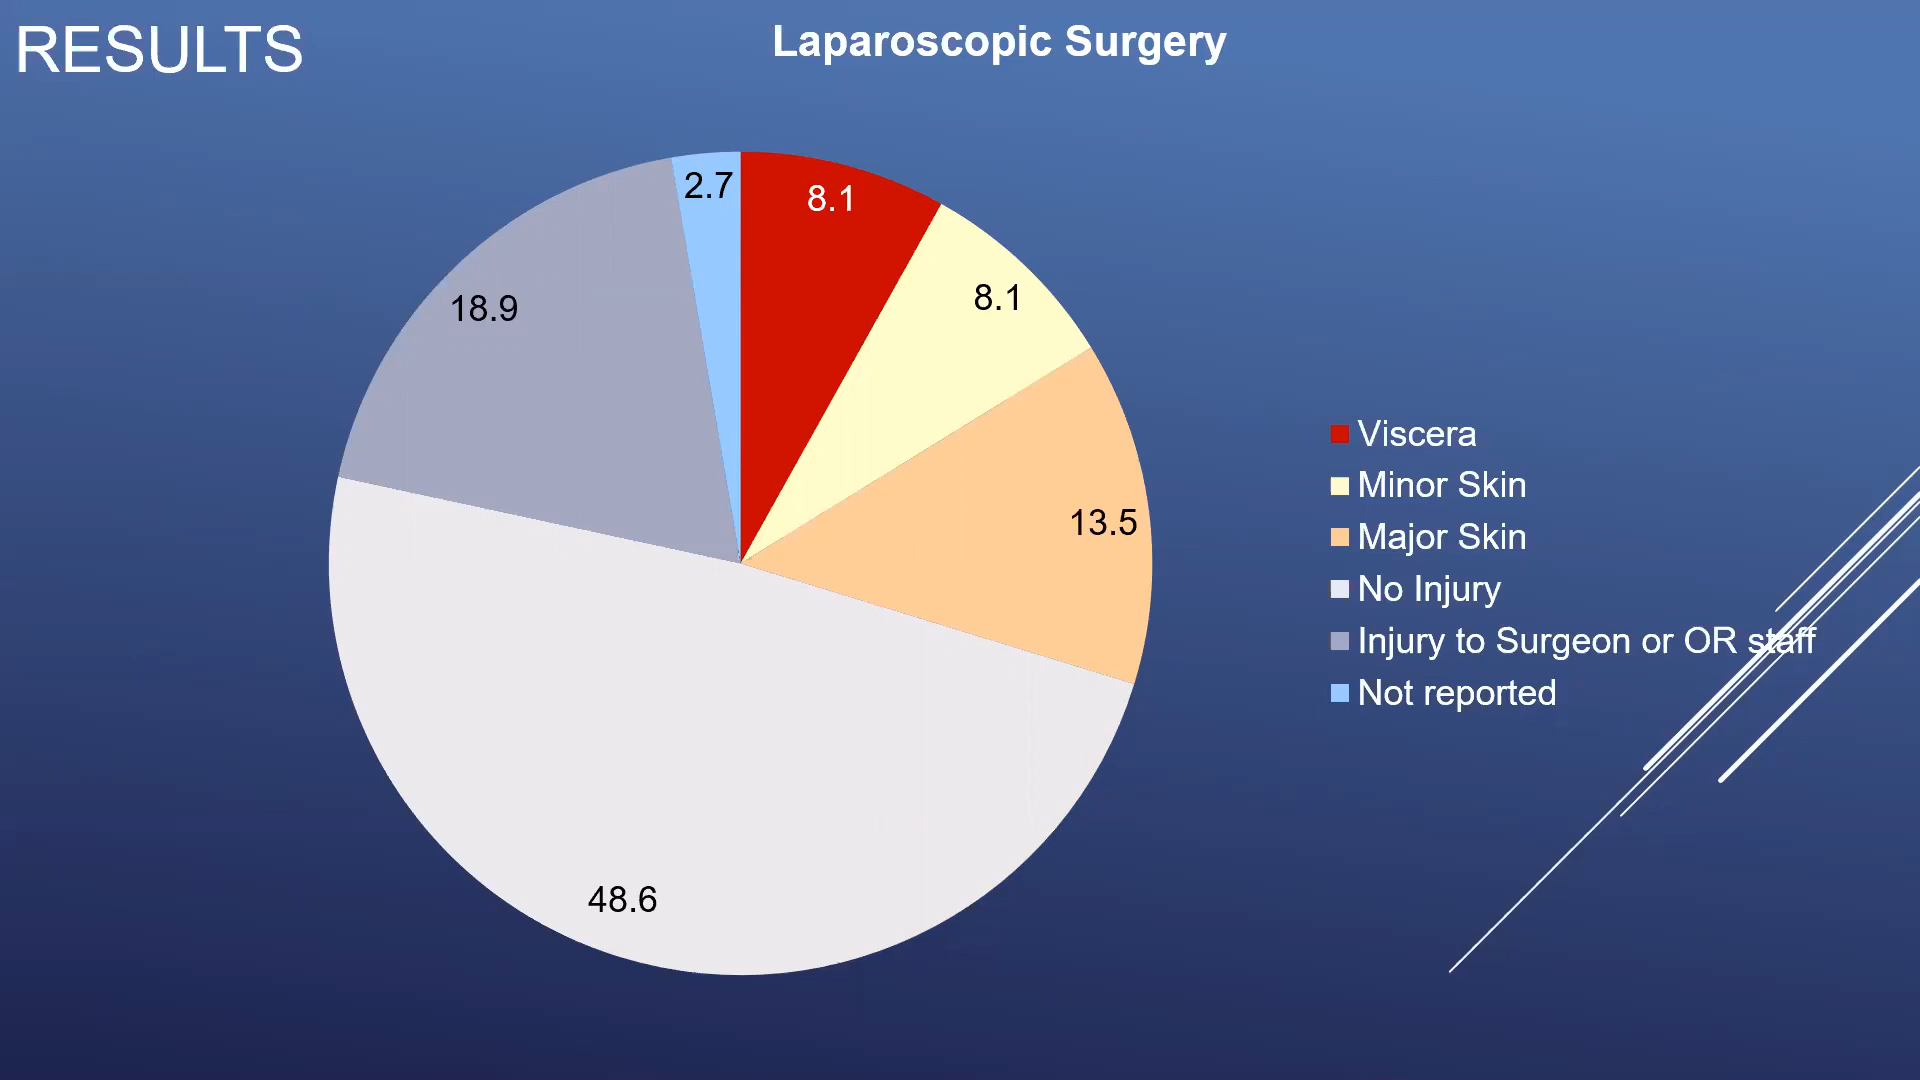 RESULTS
Laparoscopic Surgery
2.7
8.1
8.1
18.9
13.5
48.6
Viscera
Minor Skin
Major Skin
No Injury
Injury to Surgeon or OR staff
Not reported